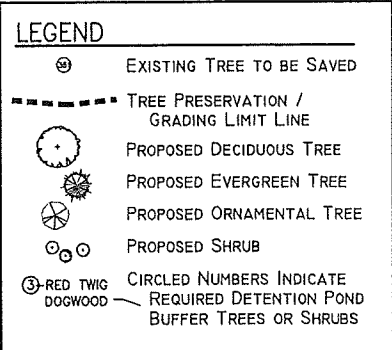 LEGEND
38 EXISTING TREE TO BE SAVED
TREE PRESERVATION /
GRADING LIMIT LINE
PROPOSED DECIDUOUS TREE
PROPOSED EVERGREEN TREE
PROPOSED ORNAMENTAL TREE
PROPOSED SHRUB
3 RED TWIG DOGWOOD
CIRCLED NUMBERS INDICATE
REQUIRED DETENTION POND
BUFFER TREES OR SHRUBS